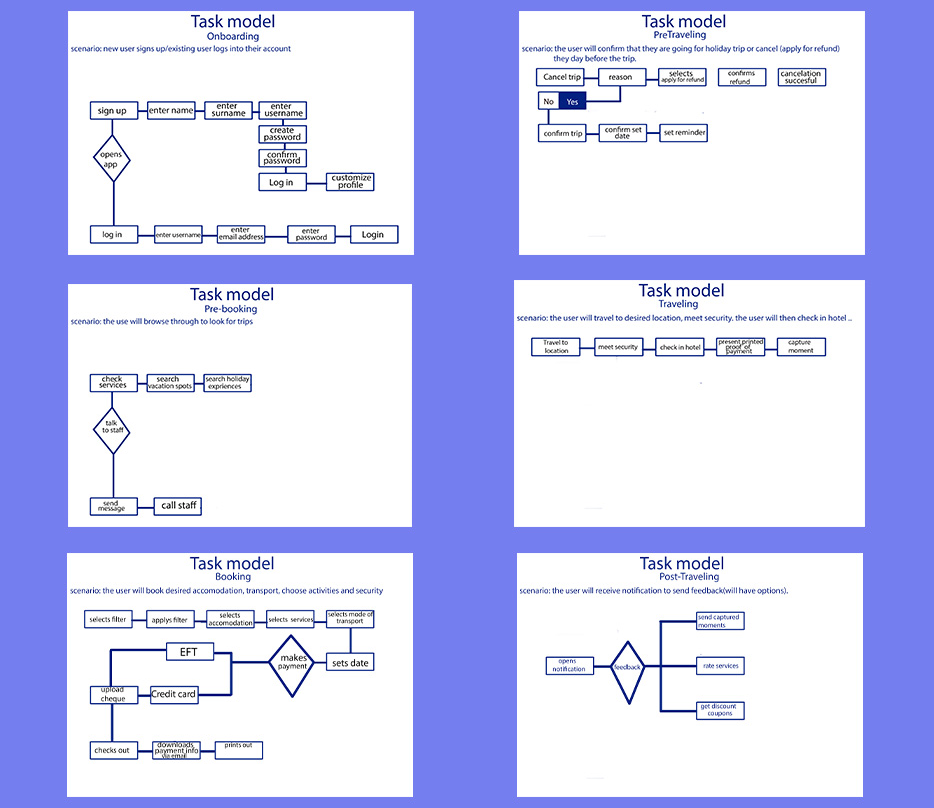 Task model
Onboarding
scenario: new user signs up/existing user logs into their account
sign up
enter name
enter
surname
enter
username
create
password
confirm
password
Log in
customize
profile
opens
app
log in
enter username
enter
email address
enter
password
Login
Task model
PreTraveling
scenario: the user will confirm that they are going for holiday trip or cancel (apply for refund)
they day before the trip.
Cancel trip
reason
selects
apply for refund
confirms
refund
cancelation
succesful
No
Yes
confirm trip
confirm set
date
set reminder
Task model
Pre-booking
scenario: the use will browse through to look for trips
check
services
search
vacation spots
search holiday
expriences
talk
to staff
send
message
call staff
Task model
Traveling
scenario: the user will travel to desired location, meet security. the user will then check in hotel ..
Travel to
location
meet security
check in hotel
present printed
proof of
payment
capture
moment
Task model
Booking
scenario: the user will book desired accomodation, transport, choose activities and security
selects filter
applys filter
selects
accomodation
selects services
selects mode of
transport
EFT
makes
payment
sets date
upload
cheque
Credit card
checks out
downloads
payment info
via email
prints out
Task model
Post-Traveling
scenario: the user will receive notification to send feedback(will have options).
send captured
moments
opens
notification
feedback
rate services
get discount
coupons